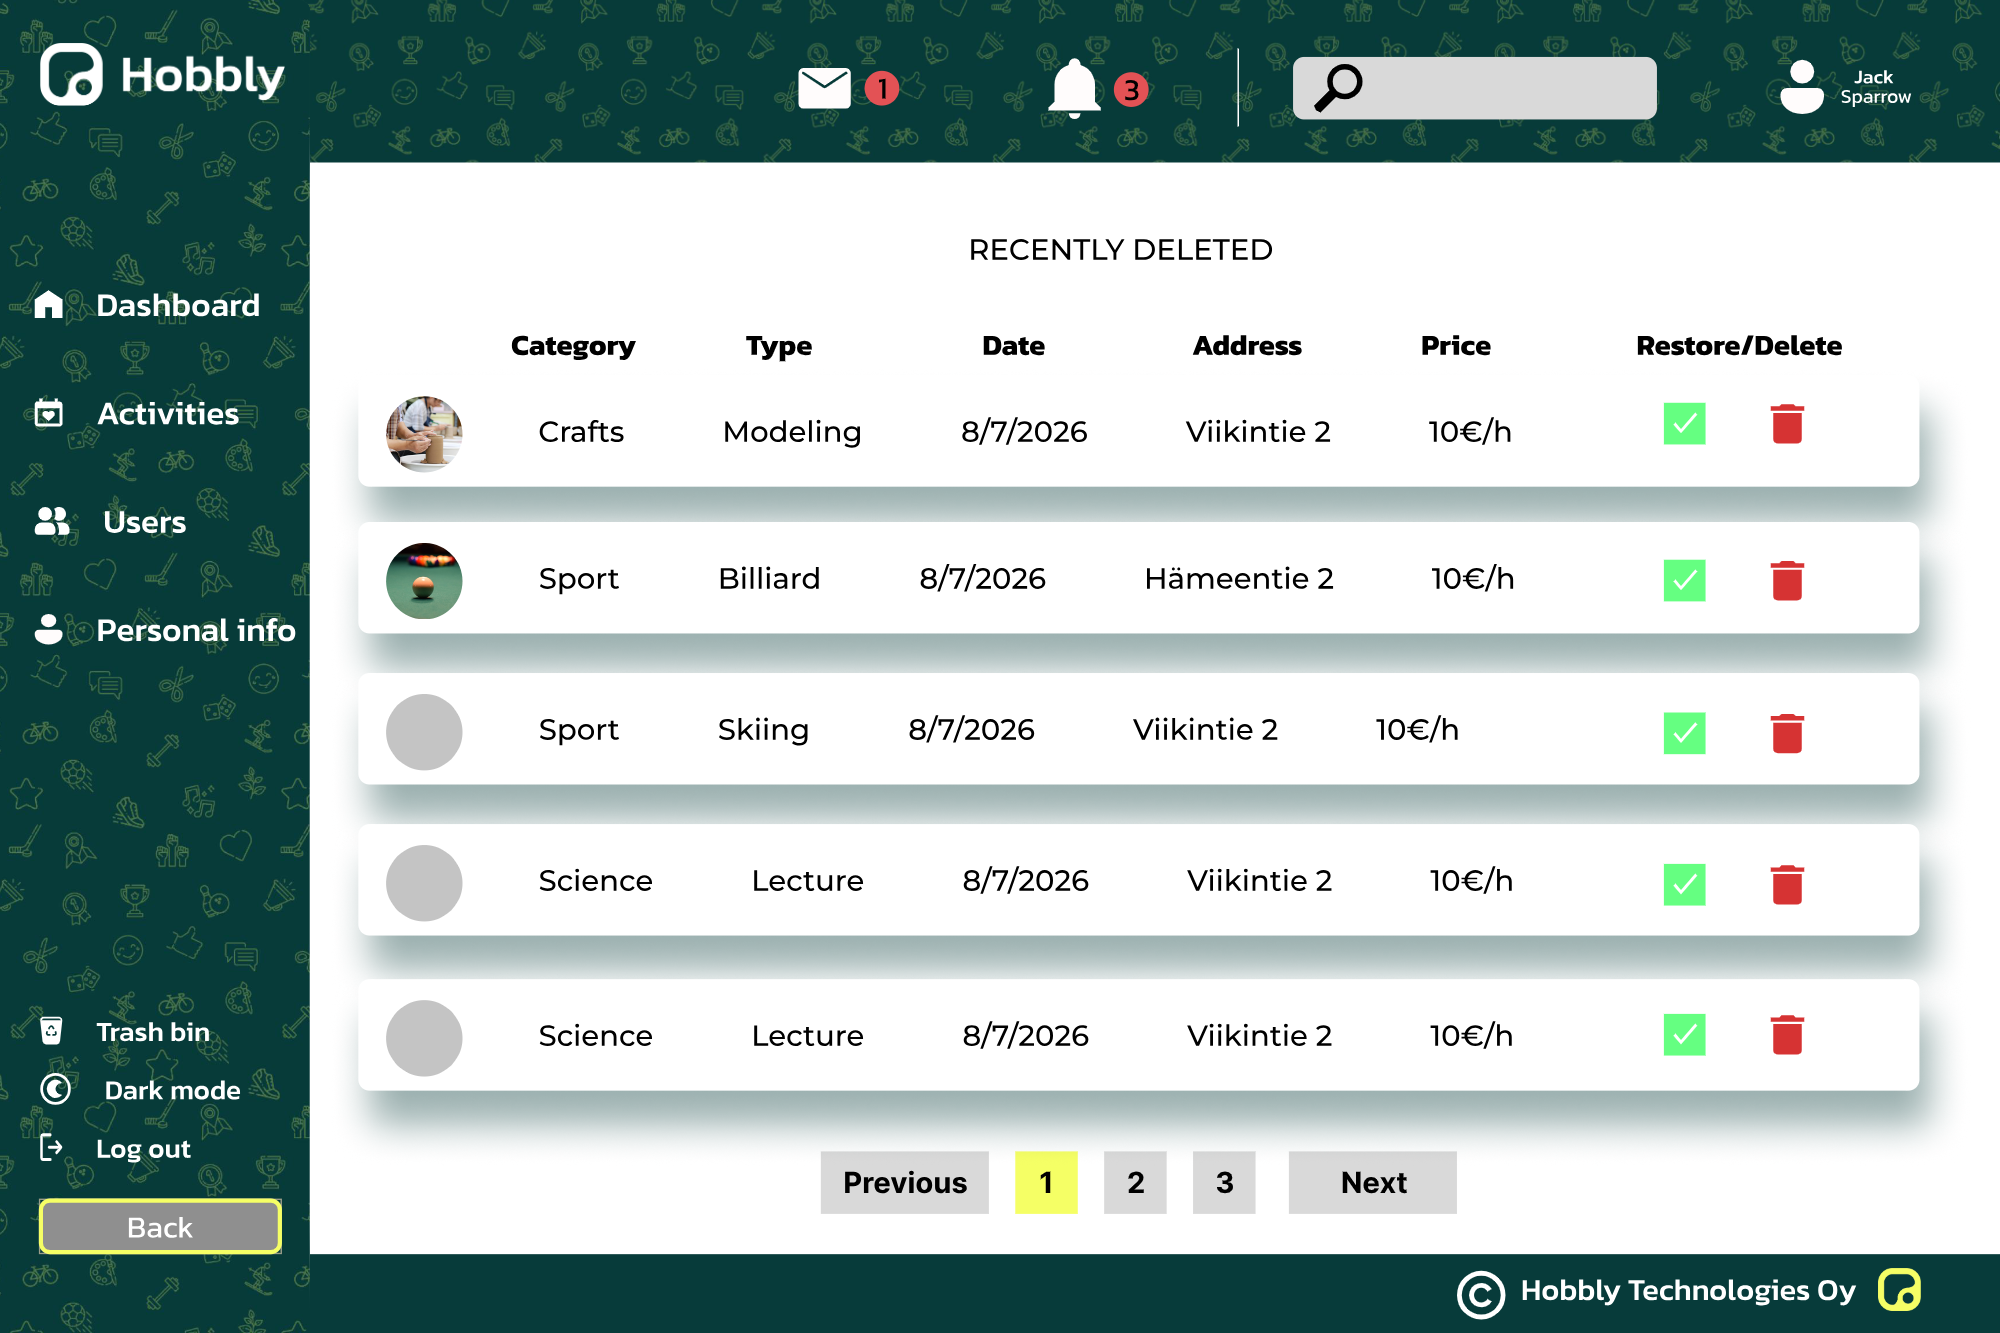 Hobbly
1
3
Jack
Sparrow
Dashboard
Activities
Users
Personal info
Trash bin
Dark mode
Log out
Back
RECENTLY DELETED
Category Type Date Address Price Restore/Delete
Crafts Modeling 8/7/2026 Viikintie 2 10€/h
Sport Billiard 8/7/2026 Hämeentie 2 10€/h
Sport Skiing 8/7/2026 Viikintie 2 10€/h
Science Lecture 8/7/2026 Viikintie 2 10€/h
Science Lecture 8/7/2026 Viikintie 2 10€/h
Previous 1 2 3 Next
© Hobbly Technologies Oy